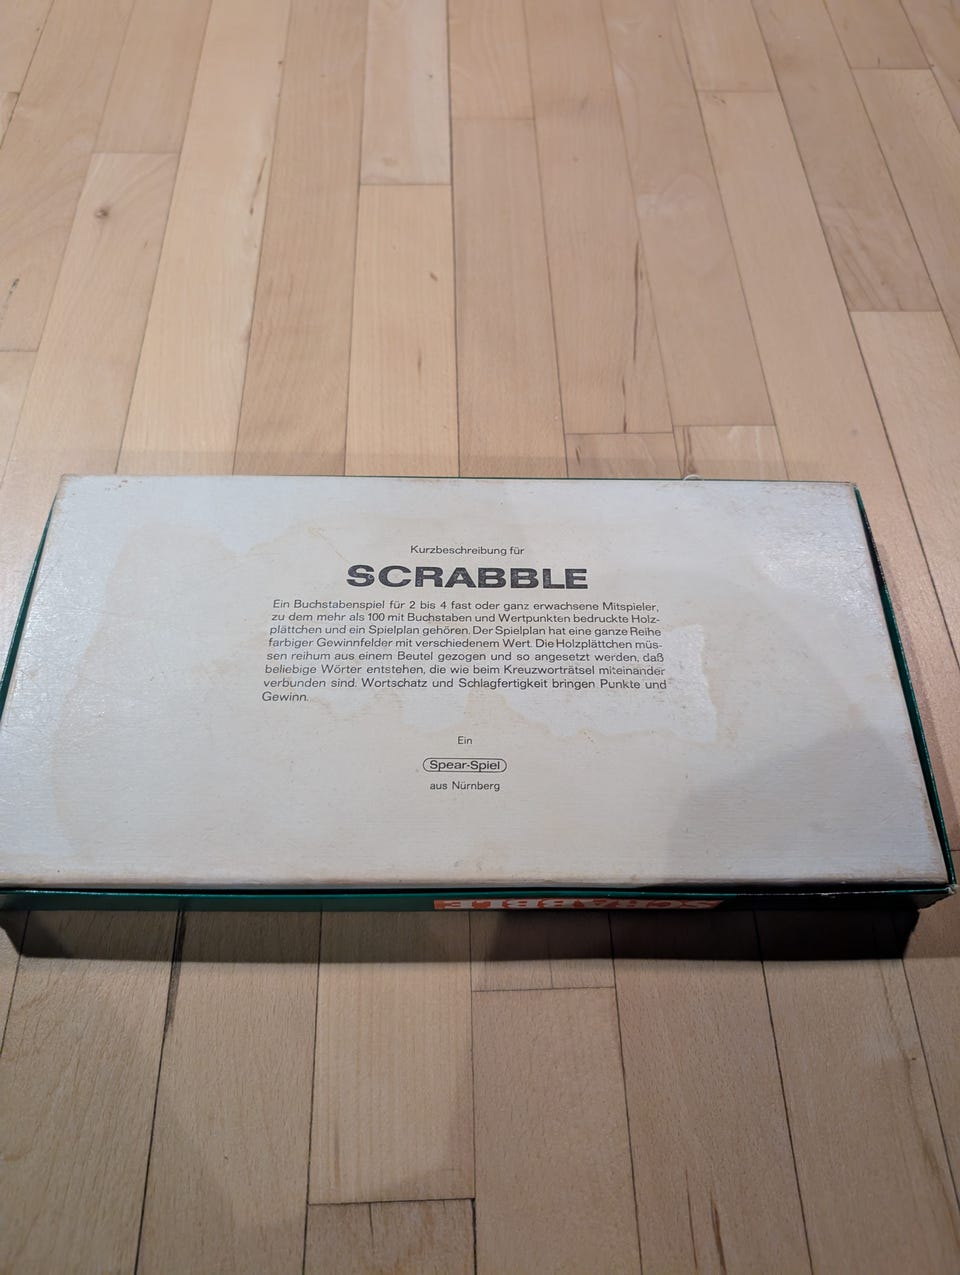 Kurzbeschreibung für
SCRABBLE
Ein Buchstabenspiel für 2 bis 4 fast oder ganz erwachsene Mitspieler,
zu dem mehr als 100 mit Buchstaben und Wertpunkten bedruckte Holz-
plättchen und ein Spielplan gehören. Der Spielplan hat eine ganze Reihe
farbiger Gewinnfelder mit verschiedenem Wert. Die Holzplättchen müs-
sen reihum aus einem Beutel gezogen und so angesetzt werden, daß
beliebige Wörter entstehen, die wie beim Kreuzworträtsel miteinander
verbunden sind. Wortschatz und Schlagfertigkeit bringen Punkte und
Gewinn.
Ein
Spear-Spiel
aus Nürnberg
SCRABBLE